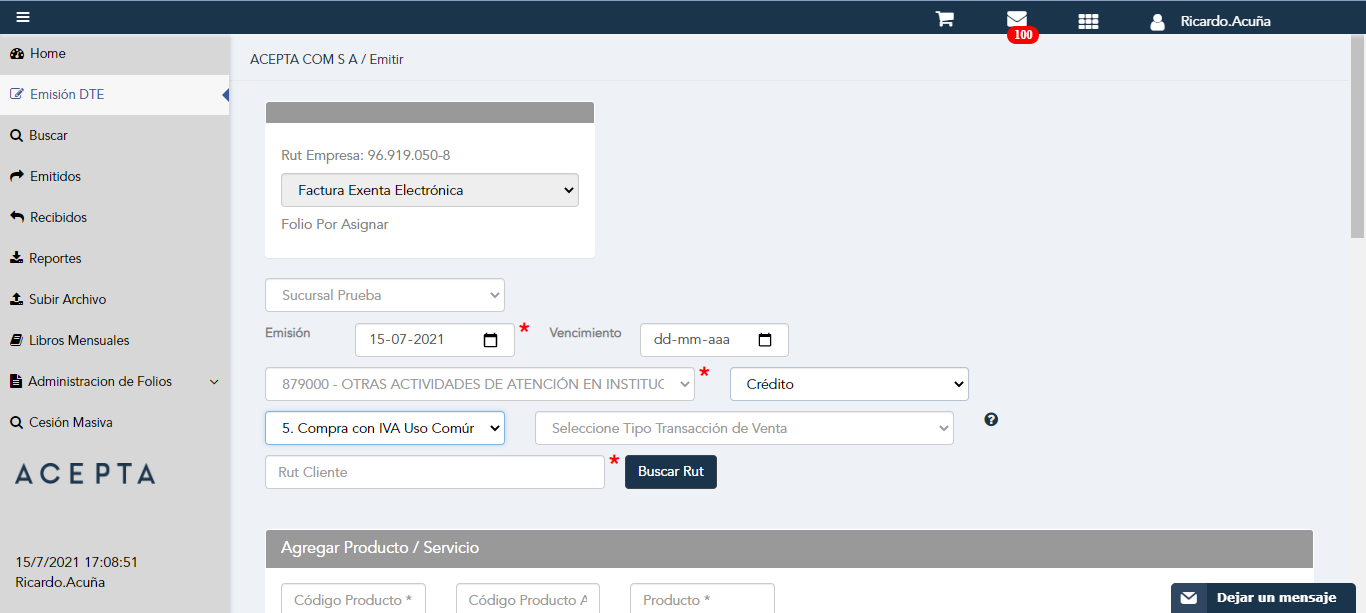 100
Ricardo.Acuña
Home
Emisión DTE
Buscar
Emitidos
Recibidos
Reportes
Subir Archivo
Libros Mensuales
Administracion de Folios
Cesión Masiva
ACEPTA
15/7/2021 17:08:51
Ricardo.Acuña
ACEPTA COM S A / Emitir
Rut Empresa: 96.919.050-8
Factura Exenta Electrónica
Folio Por Asignar
Sucursal Prueba
Emisión 15-07-2021 * Vencimiento dd-mm-aaa
879000 - OTRAS ACTIVIDADES DE ATENCIÓN EN INSTITUC * Crédito
5. Compra con IVA Uso Común Seleccione Tipo Transacción de Venta ?
Rut Cliente * Buscar Rut
Agregar Producto / Servicio
Código Producto * Código Producto A Producto *
Dejar un mensaje